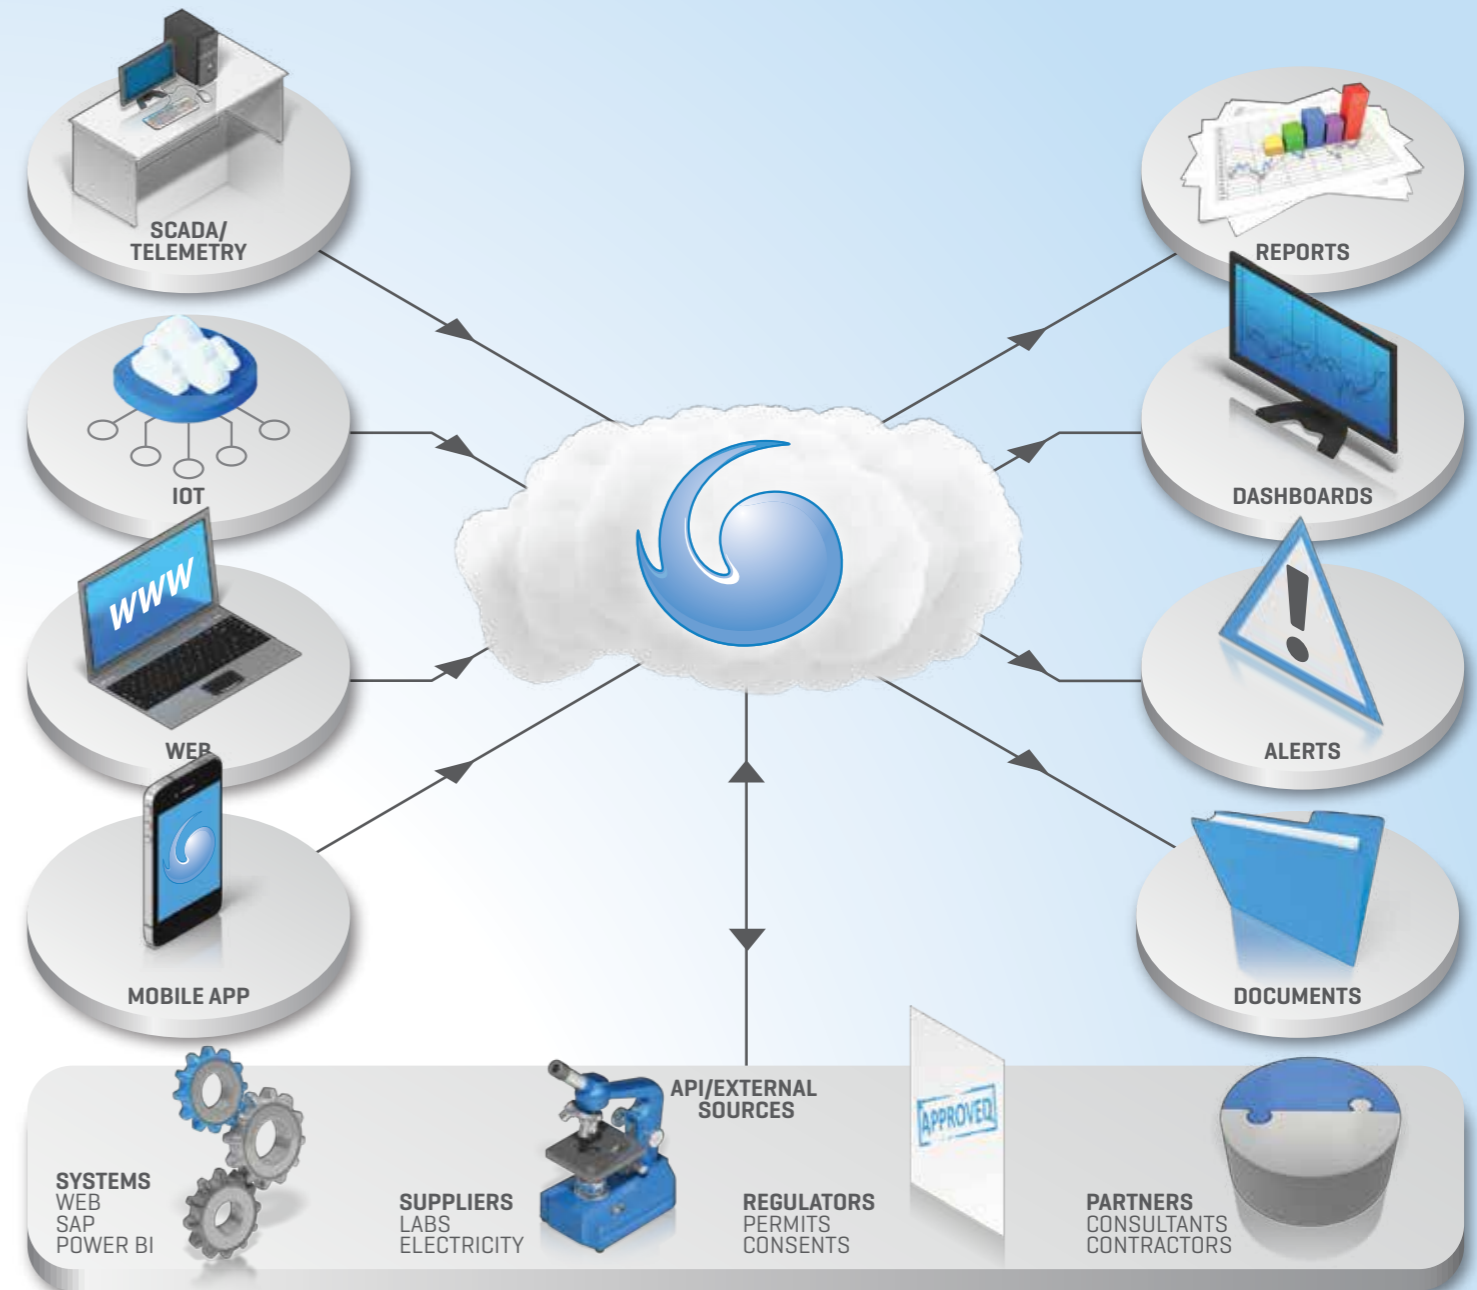 SCADA/
TELEMETRY
IOT
WWW
WEB
MOBILE APP
REPORTS
DASHBOARDS
ALERTS
DOCUMENTS
API/EXTERNAL
SOURCES
SYSTEMS
WEB
SAP
POWER BI
SUPPLIERS
LABS
ELECTRICITY
REGULATORS
PERMITS
CONSENTS
APPROVED
PARTNERS
CONSULTANTS
CONTRACTORS